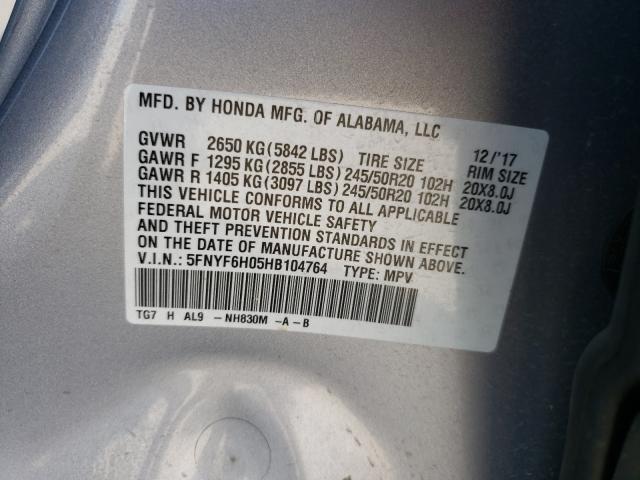 MFD. BY HONDA MFG. OF ALABAMA, LLC
12/'17
GVWR 2650 KG(5842 LBS) TIRE SIZE RIM SIZE
GAWR F 1295 KG(2855 LBS)245/50R20 102H 20X8.0J
GAWR R 1405 KG(3097 LBS)245/50R20 102H 20X8.0J
THIS VEHICLE CONFORMS TO ALL APPLICABLE
FEDERAL MOTOR VEHICLE SAFETY
AND THEFT PREVENTION STANDARDS IN EFFECT
ON THE DATE OF MANUFACTURE SHOWN ABOVE.
V.I.N.: 5FNYF6H05HB104764 TYPE: MPV
TG7 H AL9 -NH830M -A-B